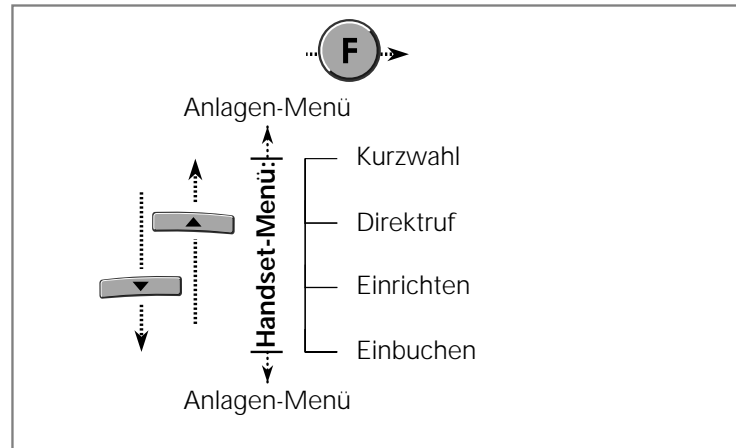 F
Anlagen-Menü
Handset-Menü:
Kurzwahl
Direktruf
Einrichten
Einbuchen
Anlagen-Menü